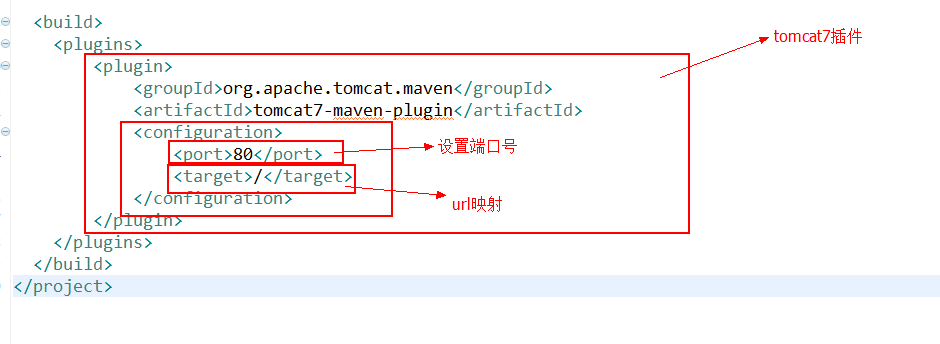 <build>
<plugins>
tomcat7插件
<plugin>
<groupId>org.apache.tomcat.maven</groupId>
<artifactId>tomcat7-maven-plugin</artifactId>
<configuration>
<port>80</port>
设置端口号
<target>/</target>
</configuration>
url映射
</plugin>
</plugins>
</build>
</project>